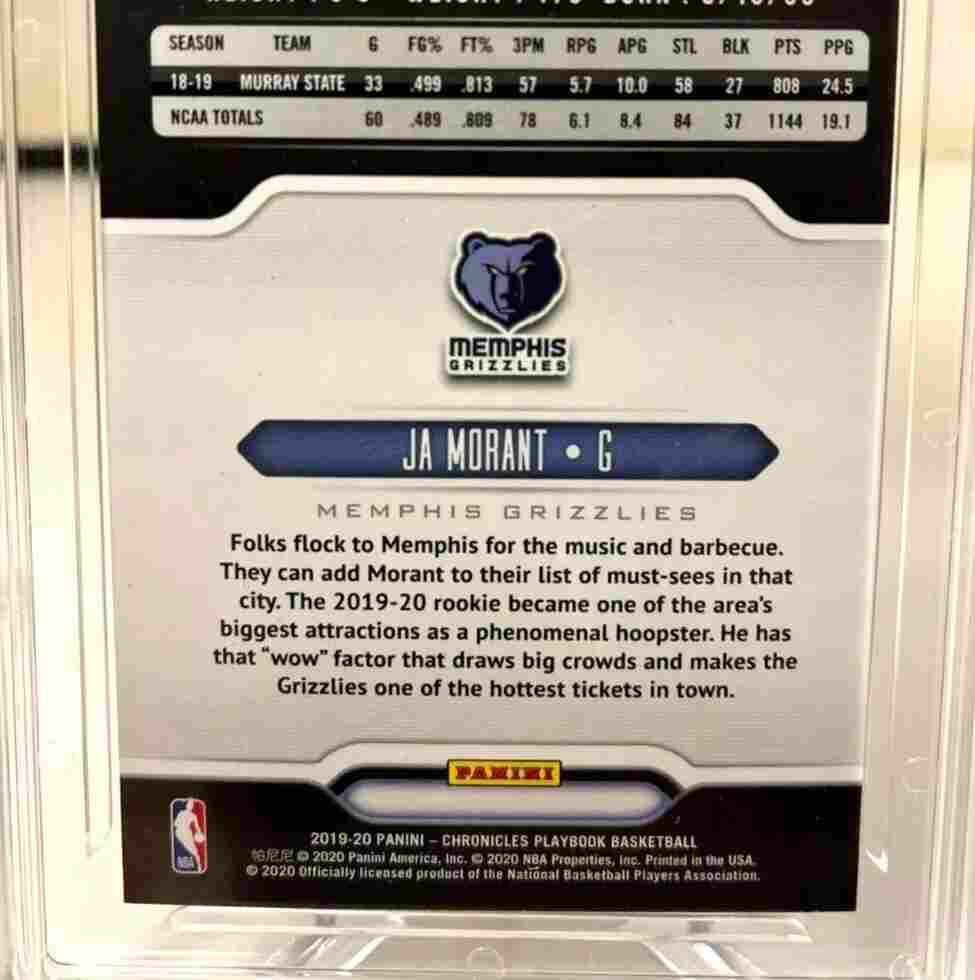 SEASON TEAM G FG% FT% 3PM RPG APG STL BLK PTS PPG
18-19 MURRAY STATE 33 .499 .813 57 5.7 10.0 58 27 808 24.5
NCAA TOTALS 60 .489 .809 78 6.1 8.4 84 37 1144 19.1
MEMPHIS
GRIZZLIES
JA MORANT • G
MEMPHIS GRIZZLIES
Folks flock to Memphis for the music and barbecue.
They can add Morant to their list of must-sees in that
city. The 2019-20 rookie became one of the area's
biggest attractions as a phenomenal hoopster. He has
that "wow" factor that draws big crowds and makes the
Grizzlies one of the hottest tickets in town.
PANINI
NBA
2019-20 PANINI – CHRONICLES PLAYBOOK BASKETBALL
帕尼尼 © 2020 Panini America, Inc. © 2020 NBA Properties, Inc. Printed in the USA.
© 2020 Officially licensed product of the National Basketball Players Association.